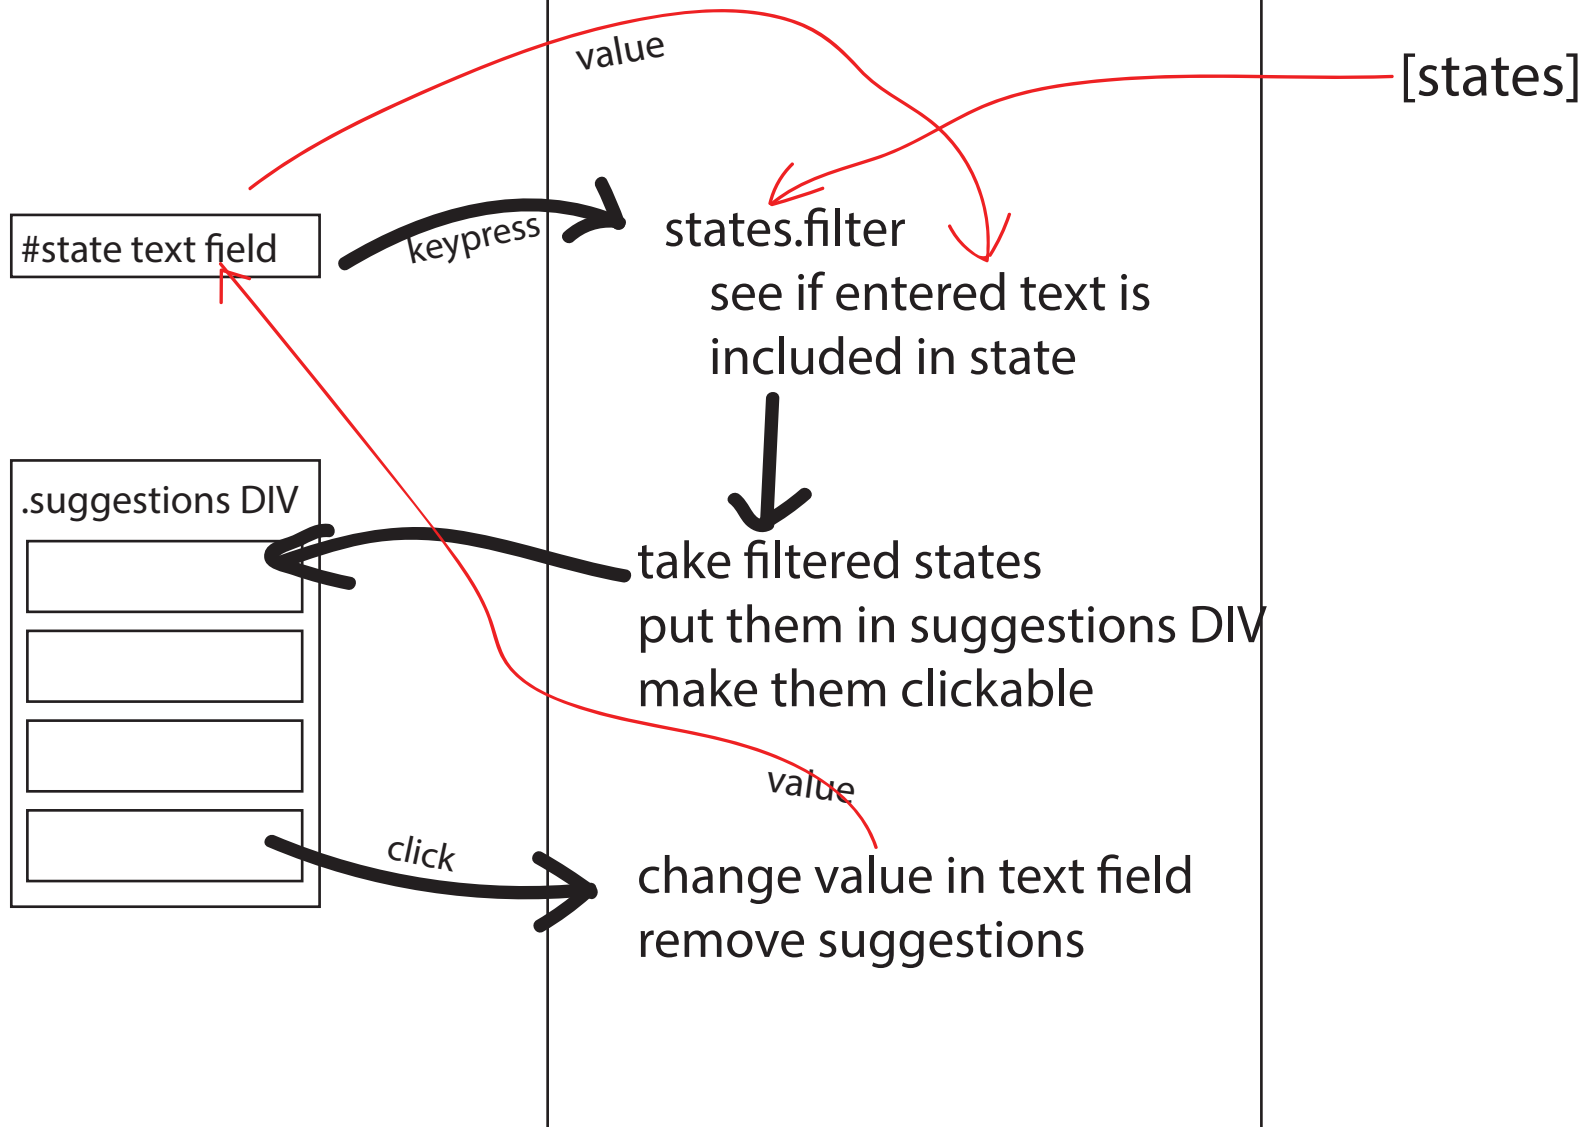 value
[states]
#state text field
keypress
states.filter
see if entered text is
included in state
.suggestions DIV
take filtered states
put them in suggestions DIV
make them clickable
value
click
change value in text field
remove suggestions